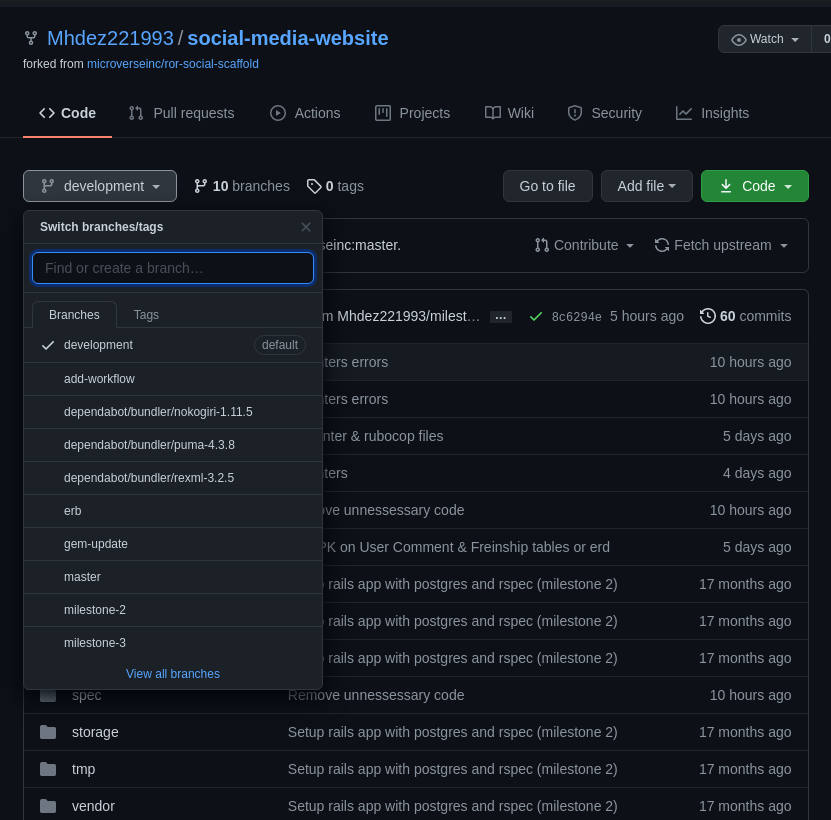 Mhdez221993 / social-media-website
Watch 0
forked from microverseinc/ror-social-scaffold
Code Pull requests Actions Projects Wiki Security Insights
development 10 branches 0 tags Go to file Add file Code
Switch branches/tags
seinc:master. Contribute Fetch upstream
Find or create a branch…
Branches Tags
m Mhdez221993/milest… ... 8c6294e 5 hours ago 60 commits
development default
ters errors 10 hours ago
add-workflow
ters errors 10 hours ago
dependabot/bundler/nokogiri-1.11.5
nter & rubocop files 5 days ago
dependabot/bundler/puma-4.3.8
ters 4 days ago
dependabot/bundler/rexml-3.2.5
ove unnessessary code 10 hours ago
erb
PK on User Comment & Freinship tables or erd 5 days ago
gem-update
master
rails app with postgres and rspec (milestone 2) 17 months ago
milestone-2
rails app with postgres and rspec (milestone 2) 17 months ago
milestone-3
rails app with postgres and rspec (milestone 2) 17 months ago
View all branches
spec Remove unnessessary code 10 hours ago
storage Setup rails app with postgres and rspec (milestone 2) 17 months ago
tmp Setup rails app with postgres and rspec (milestone 2) 17 months ago
vendor Setup rails app with postgres and rspec (milestone 2) 17 months ago